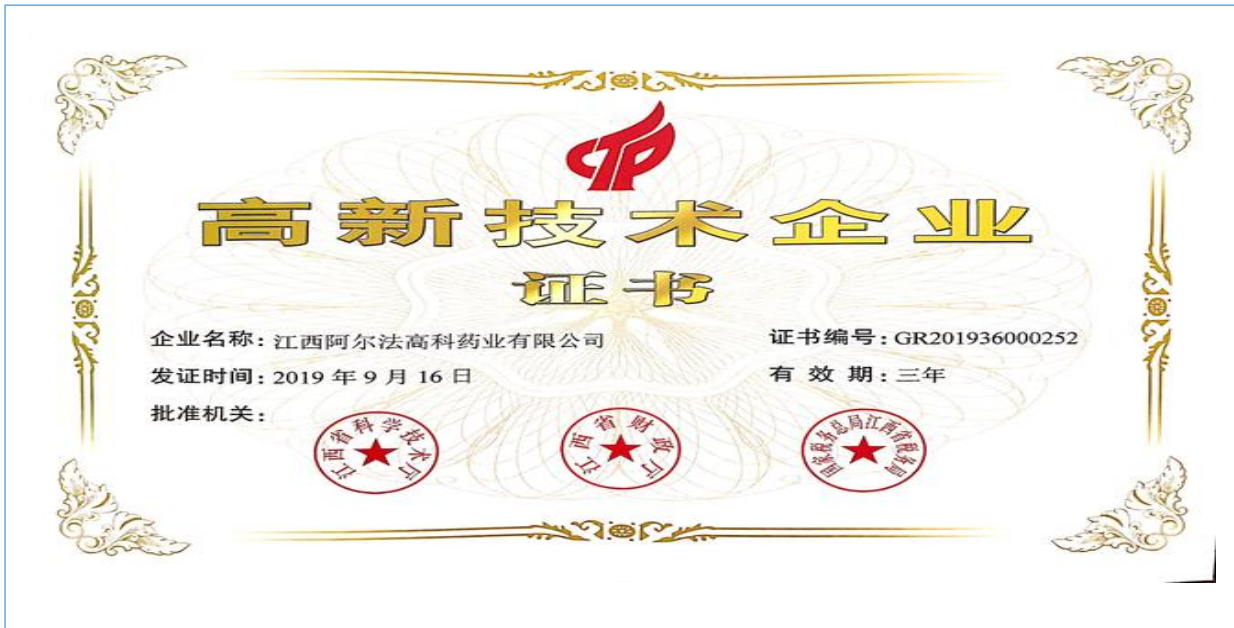 高新技术企业
证书
企业名称：江西阿尔法高科药业有限公司
证书编号：GR201936000252
发证时间：2019 年 9 月 16 日
有 效 期：三年
批准机关：
江西省科学技术厅
江西省财政厅
国家税务总局江西省税务局